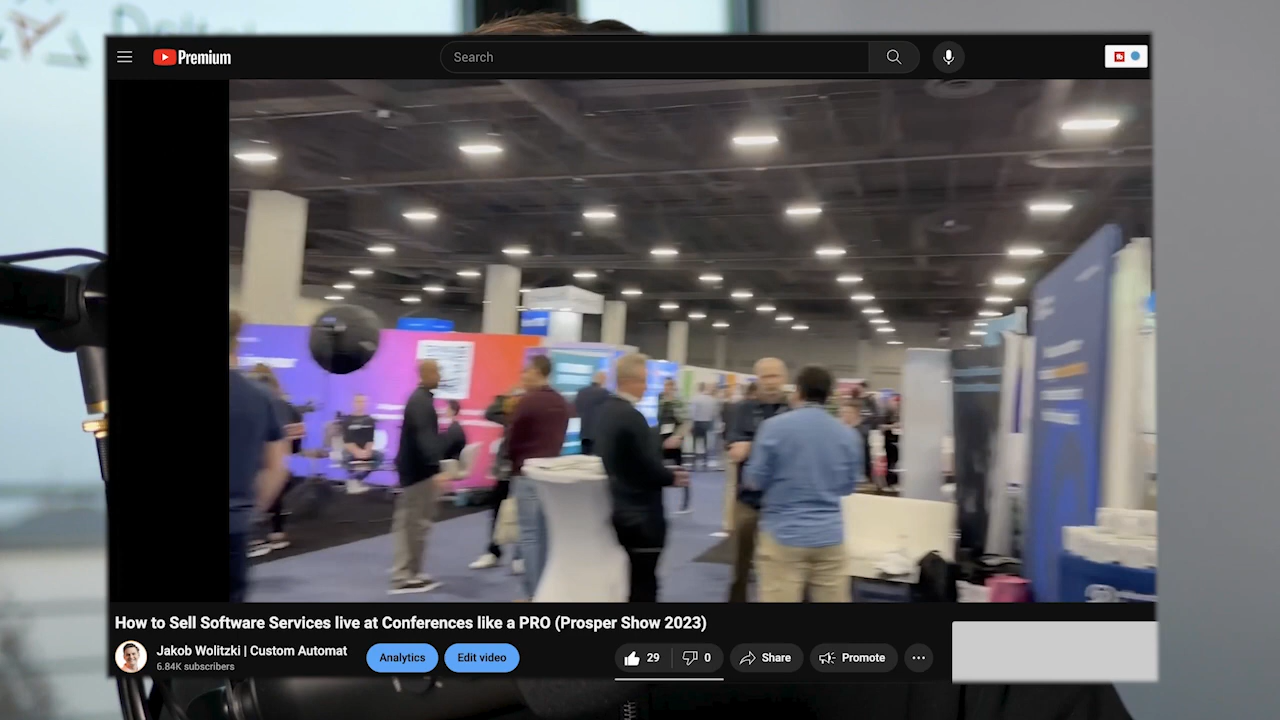 Premium
Search
How to Sell Software Services live at Conferences like a PRO (Prosper Show 2023)
Jakob Wolitzki | Custom Automat
6.84K subscribers
Analytics
Edit video
29
0
Share
Promote